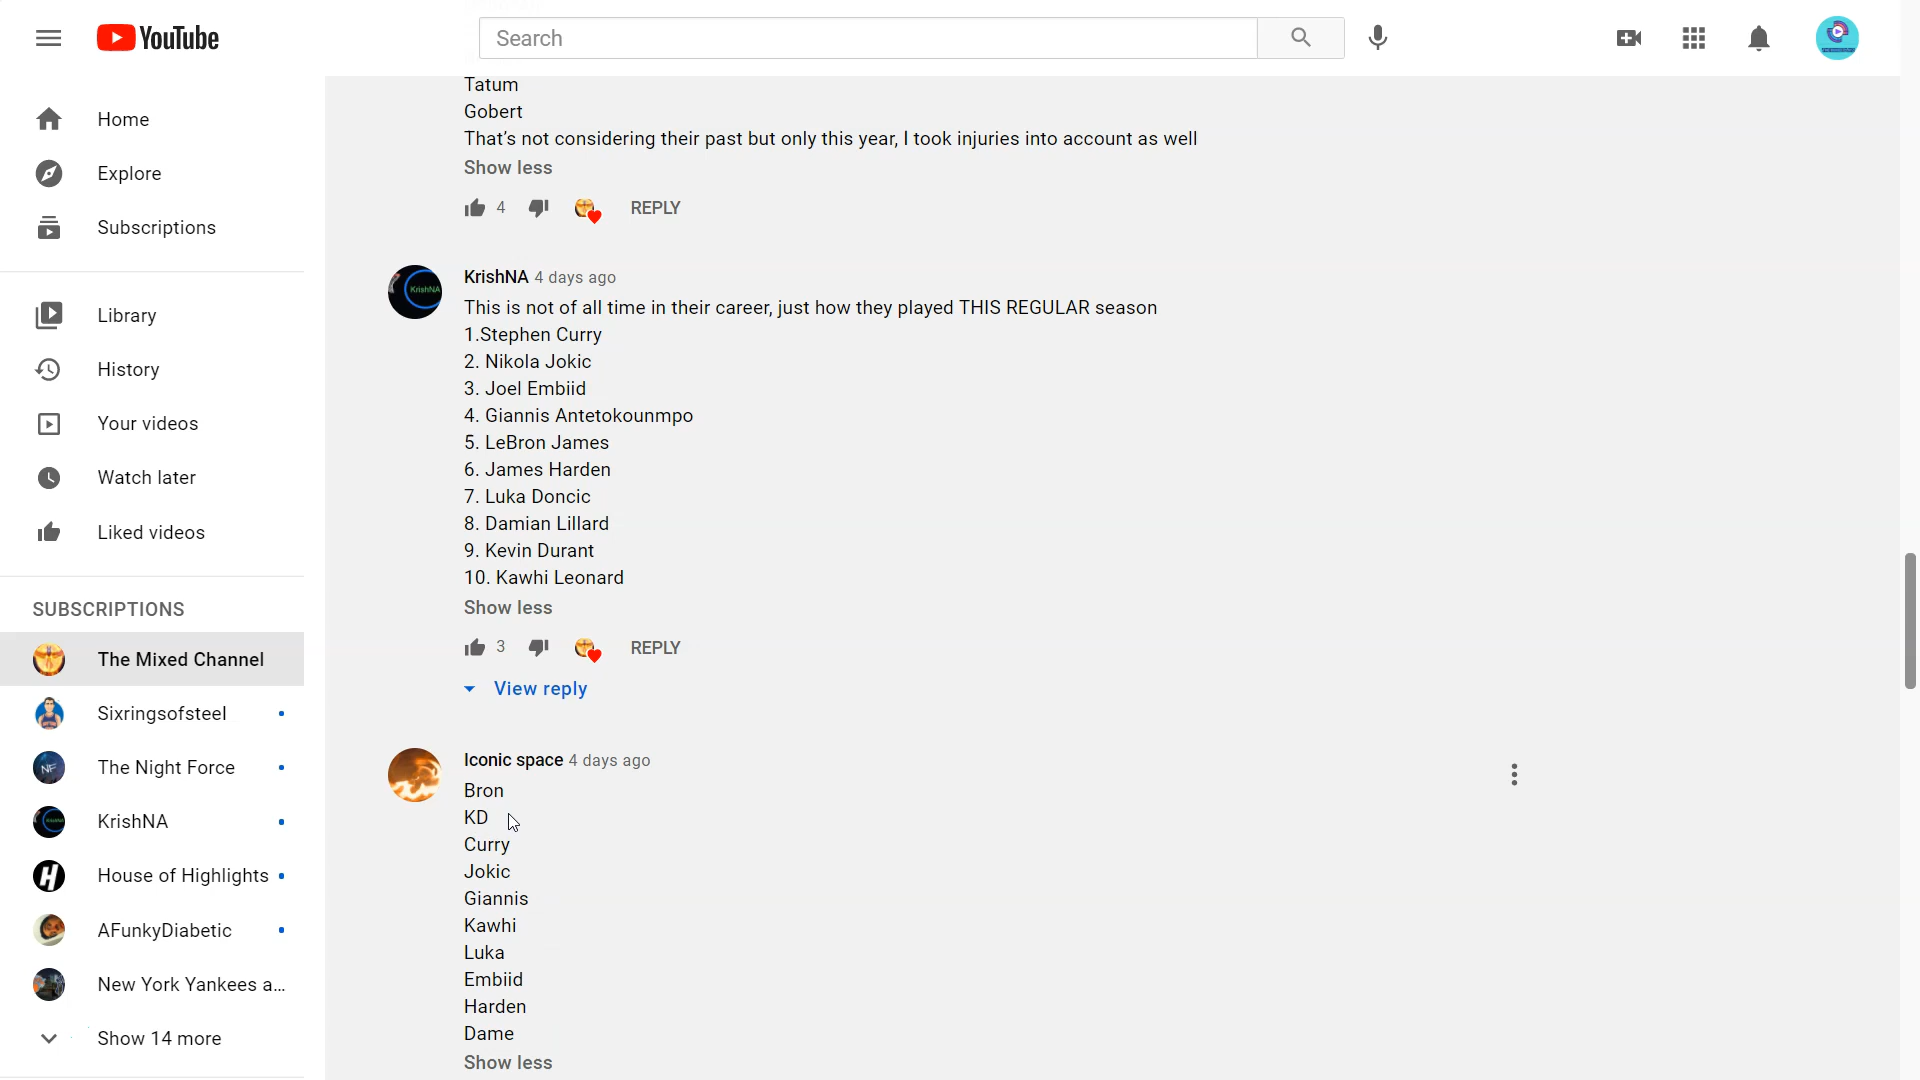 YouTube
Search
Home
Explore
Subscriptions
Library
History
Your videos
Watch later
Liked videos
SUBSCRIPTIONS
The Mixed Channel
Sixringsofsteel
The Night Force
KrishNA
House of Highlights
AFunkyDiabetic
New York Yankees a...
Show 14 more
Tatum
Gobert
That's not considering their past but only this year, I took injuries into account as well
Show less
4
REPLY
KrishNA
KrishNA 4 days ago
This is not of all time in their career, just how they played THIS REGULAR season
1.Stephen Curry
2. Nikola Jokic
3. Joel Embiid
4. Giannis Antetokounmpo
5. LeBron James
6. James Harden
7. Luka Doncic
8. Damian Lillard
9. Kevin Durant
10. Kawhi Leonard
Show less
3
REPLY
View reply
Iconic space 4 days ago
Bron
KD
Curry
Jokic
Giannis
Kawhi
Luka
Embiid
Harden
Dame
Show less